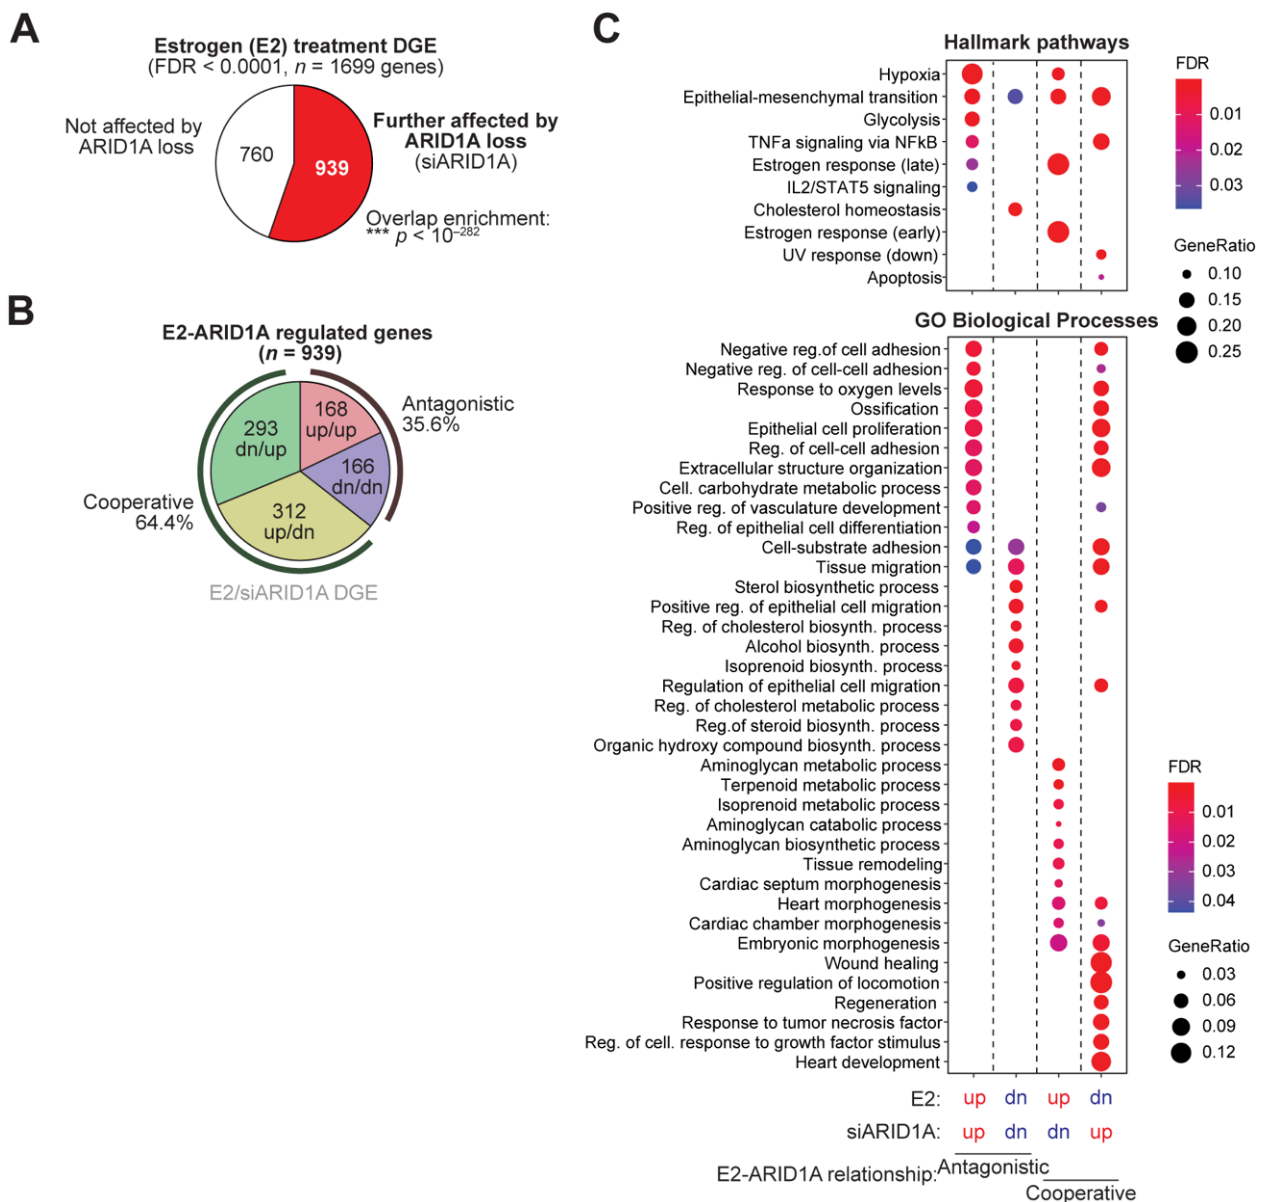 A
Estrogen (E2) treatment DGE
(FDR < 0.0001, n = 1699 genes)
Not affected by
ARID1A loss
760
939
Further affected by
ARID1A loss
(siARID1A)
Overlap enrichment:
*** p < 10–282
B
E2-ARID1A regulated genes
(n = 939)
293
dn/up
168
up/up
166
dn/dn
312
up/dn
Antagonistic
35.6%
Cooperative
64.4%
E2/siARID1A DGE
C
Hallmark pathways
Hypoxia
Epithelial-mesenchymal transition
Glycolysis
TNFa signaling via NFkB
Estrogen response (late)
IL2/STAT5 signaling
Cholesterol homeostasis
Estrogen response (early)
UV response (down)
Apoptosis
FDR
0.01
0.02
0.03
GeneRatio
0.10
0.15
0.20
0.25
GO Biological Processes
Negative reg.of cell adhesion
Negative reg. of cell-cell adhesion
Response to oxygen levels
Ossification
Epithelial cell proliferation
Reg. of cell-cell adhesion
Extracellular structure organization
Cell. carbohydrate metabolic process
Positive reg. of vasculature development
Reg. of epithelial cell differentiation
Cell-substrate adhesion
Tissue migration
Sterol biosynthetic process
Positive reg. of epithelial cell migration
Reg. of cholesterol biosynth. process
Alcohol biosynth. process
Isoprenoid biosynth. process
Regulation of epithelial cell migration
Reg. of cholesterol metabolic process
Reg.of steroid biosynth. process
Organic hydroxy compound biosynth. process
Aminoglycan metabolic process
Terpenoid metabolic process
Isoprenoid metabolic process
Aminoglycan catabolic process
Aminoglycan biosynthetic process
Tissue remodeling
Cardiac septum morphogenesis
Heart morphogenesis
Cardiac chamber morphogenesis
Embryonic morphogenesis
Wound healing
Positive regulation of locomotion
Regeneration
Response to tumor necrosis factor
Reg. of cell. response to growth factor stimulus
Heart development
FDR
0.01
0.02
0.03
0.04
GeneRatio
0.03
0.06
0.09
0.12
E2: up dn up dn
siARID1A: up dn dn up
E2-ARID1A relationship: Antagonistic
Cooperative